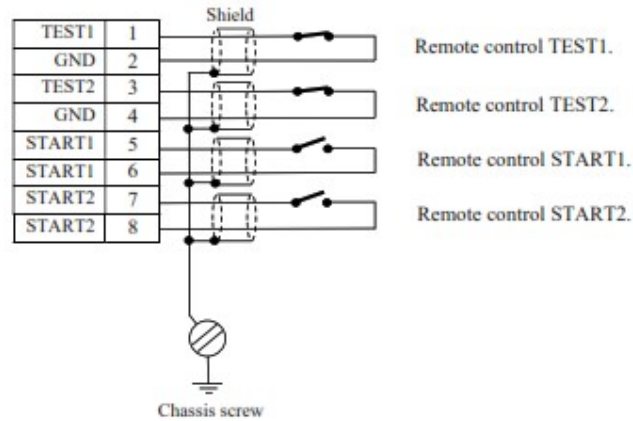 Shield
TEST1 1
GND 2
TEST2 3
GND 4
START1 5
START1 6
START2 7
START2 8
Remote control TEST1.
Remote control TEST2.
Remote control START1.
Remote control START2.
Chassis screw